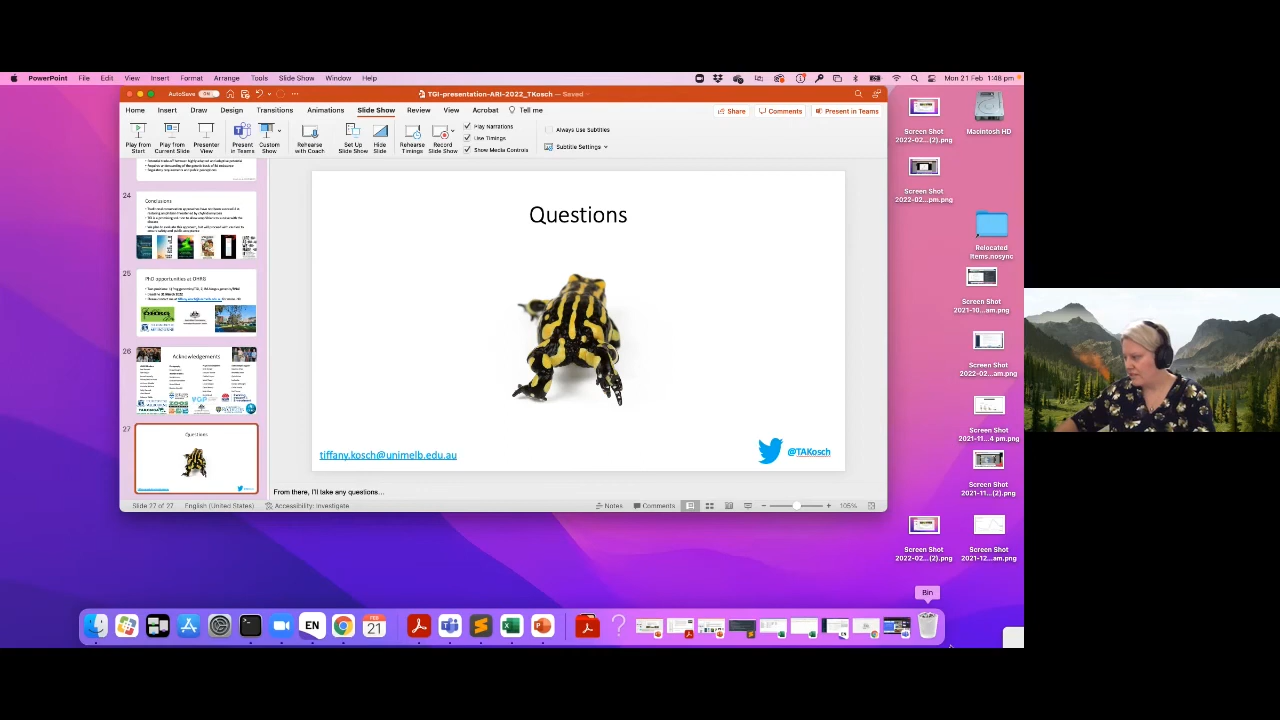 PowerPoint File Edit View Insert Format Arrange Tools Slide Show Window Help
Mon 21 Feb 1:48 pm
AutoSave ON
TGI-presentation-ARI-2022_TKosch — Saved
Home Insert Draw Design Transitions Animations Slide Show Review View Acrobat Tell me
Share Comments Present in Teams
Play from Start
Play from Current Slide
Presenter View
Present in Teams
Custom Show
Rehearse with Coach
Set Up Slide Show
Hide Slide
Rehearse Timings
Record Slide Show
Play Narrations
Use Timings
Show Media Controls
Always Use Subtitles
Subtitle Settings
24
Conclusions
25
PhD opportunities at OHRG
26
Acknowledgements
27
Questions
Questions
tiffany.kosch@unimelb.edu.au
@TAKosch
From there, I'll take any questions...
Slide 27 of 27 English (United States) Accessibility: Investigate
Notes Comments 105%
Screen Shot
2022-02...(2).png
Macintosh HD
Screen Shot
2022-02...pm.png
Relocated
Items.nosync
Screen Shot
2021-10...am.png
Screen Shot
2022-02...am.png
Screen Shot
2021-11...4 pm.png
Screen Shot
2021-11...(2).png
Screen Shot
2022-02...(2).png
Screen Shot
2021-12...am.png
Bin
EN
FEB
21